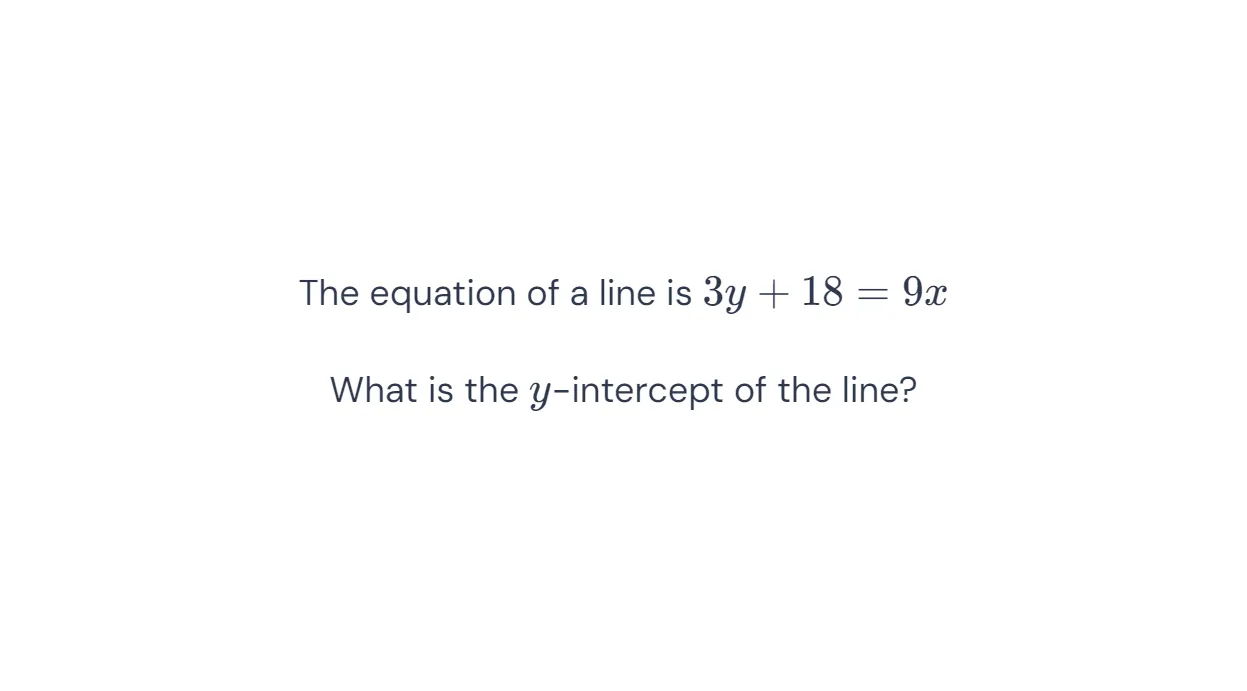 The equation of a line is 3y + 18 = 9x
What is the y-intercept of the line?